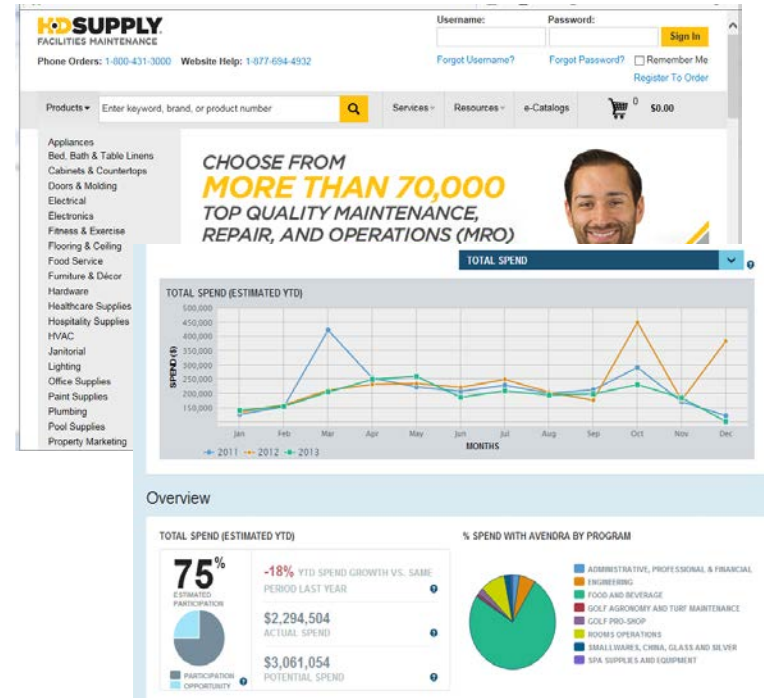 HDSUPPLY.
FACILITIES MAINTENANCE
Username: Password:
Sign In
Phone Orders: 1-800-431-3000 Website Help: 1-877-694-4932
Forgot Username? Forgot Password? Remember Me
Register To Order
Products Enter keyword, brand, or product number Services Resources e-Catalogs 0 $0.00
Appliances
Bed, Bath & Table Linens
Cabinets & Countertops
Doors & Molding
Electrical
Electronics
Fitness & Exercise
Flooring & Ceiling
Food Service
Furniture & Décor
Hardware
Healthcare Supplies
Hospitality Supplies
HVAC
Janitorial
Lighting
Office Supplies
Paint Supplies
Plumbing
Pool Supplies
Property Marketing
CHOOSE FROM
MORE THAN 70,000
TOP QUALITY MAINTENANCE,
REPAIR, AND OPERATIONS (MRO)
TOTAL SPEND
TOTAL SPEND (ESTIMATED YTD)
500,000
450,000
400,000
350,000
300,000
250,000
200,000
150,000
SPEND ($)
Jan Feb Mar Apr May Jun Jul Aug Sep Oct Nov Dec
MONTHS
2011 2012 2013
Overview
TOTAL SPEND (ESTIMATED YTD)
75%
ESTIMATED
PARTICIPATION
PARTICIPATION
OPPORTUNITY
-18% YTD SPEND GROWTH VS. SAME
PERIOD LAST YEAR
$2,294,504
ACTUAL SPEND
$3,061,054
POTENTIAL SPEND
% SPEND WITH AVENDRA BY PROGRAM
ADMINISTRATIVE, PROFESSIONAL & FINANCIAL
ENGINEERING
FOOD AND BEVERAGE
GOLF AGRONOMY AND TURF MAINTENANCE
GOLF PRO-SHOP
ROOMS OPERATIONS
SMALLWARES, CHINA, GLASS AND SILVER
SPA SUPPLIES AND EQUIPMENT